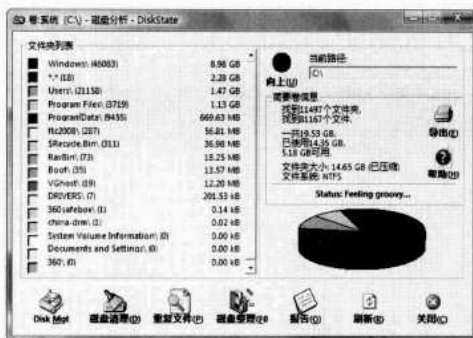 卷:系统 (C:\) - 磁盘分析 - DiskState
文件夹列表
Windows\ (46083) 8.98 GB
*.* (18) 2.28 GB
Users\ (21158) 1.47 GB
Program Files\ (3719) 1.13 GB
ProgramData\ (9455) 669.63 MB
ftc2008\ (287) 56.81 MB
$Recycle.Bin\ (311) 36.98 MB
RavBin\ (73) 18.25 MB
Boot\ (35) 13.57 MB
VGhost\ (19) 12.20 MB
DRIVERS\ (7) 201.53 kB
360safebox\ (1) 0.14 kB
china-drm\ (1) 0.02 kB
System Volume Information\ (0) 0.00 kB
Documents and Settings\ (0) 0.00 kB
360\ (0) 0.00 kB
向上(U)
当前路径:
C:\
简要卷信息
找到11497个文件夹,
找到81167个文件.
一共19.53 GB.
已使用14.35 GB.
5.18 GB可用.
文件夹大小: 14.65 GB (已压缩)
文件系统: NTFS
导出(E)
帮助(H)
Status: Feeling groovy...
Disk Mgt
磁盘清理(D)
重复文件(P)
磁盘整理(F)
报告(O)
刷新(R)
关闭(C)